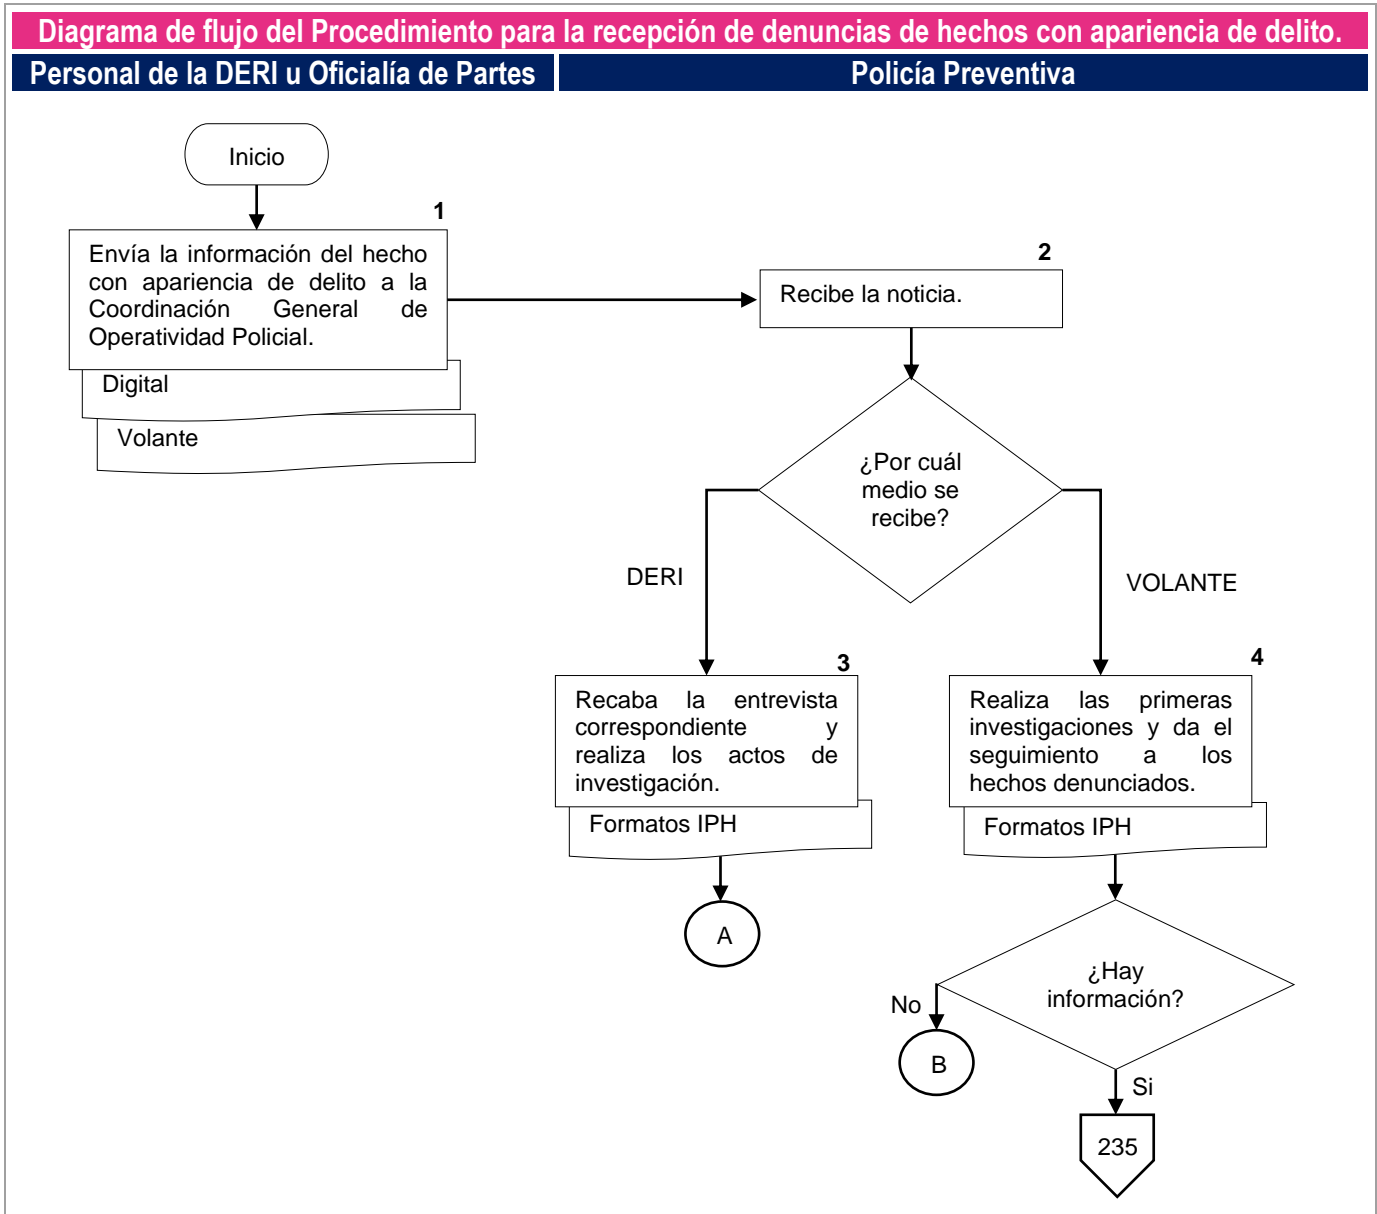 Diagrama de flujo del Procedimiento para la recepción de denuncias de hechos con apariencia de delito.
Personal de la DERI u Oficialía de Partes
Policía Preventiva
Inicio
1
Envía la información del hecho
con apariencia de delito a la
Coordinación General de
Operatividad Policial.
Digital
Volante
2
Recibe la noticia.
¿Por cuál
medio se
recibe?
DERI
VOLANTE
3
Recaba la entrevista
correspondiente y
realiza los actos de
investigación.
Formatos IPH
A
4
Realiza las primeras
investigaciones y da el
seguimiento a los
hechos denunciados.
Formatos IPH
¿Hay
información?
No
B
Si
235